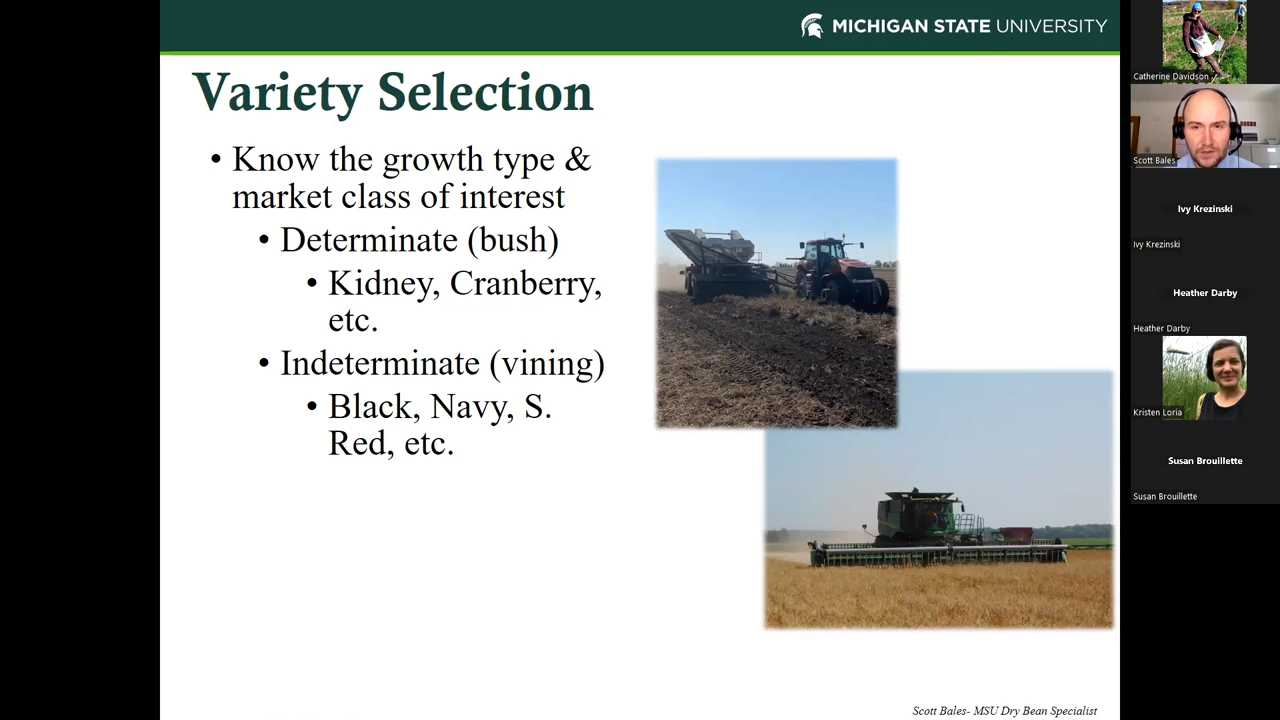 MICHIGAN STATE UNIVERSITY
Variety Selection
• Know the growth type &
market class of interest
• Determinate (bush)
• Kidney, Cranberry,
etc.
• Indeterminate (vining)
• Black, Navy, S.
Red, etc.
Scott Bales- MSU Dry Bean Specialist
Catherine Davidson
Scott Bales
Ivy Krezinski
Ivy Krezinski
Heather Darby
Heather Darby
Kristen Loria
Susan Brouillette
Susan Brouillette